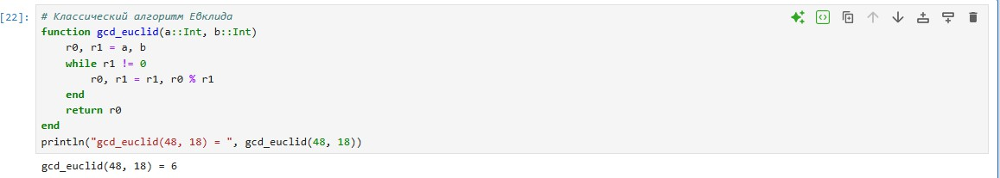 [22]:
# Классический алгоритм Евклида
function gcd_euclid(a::Int, b::Int)
    r0, r1 = a, b
    while r1 != 0
        r0, r1 = r1, r0 % r1
    end
    return r0
end
println("gcd_euclid(48, 18) = ", gcd_euclid(48, 18))
gcd_euclid(48, 18) = 6